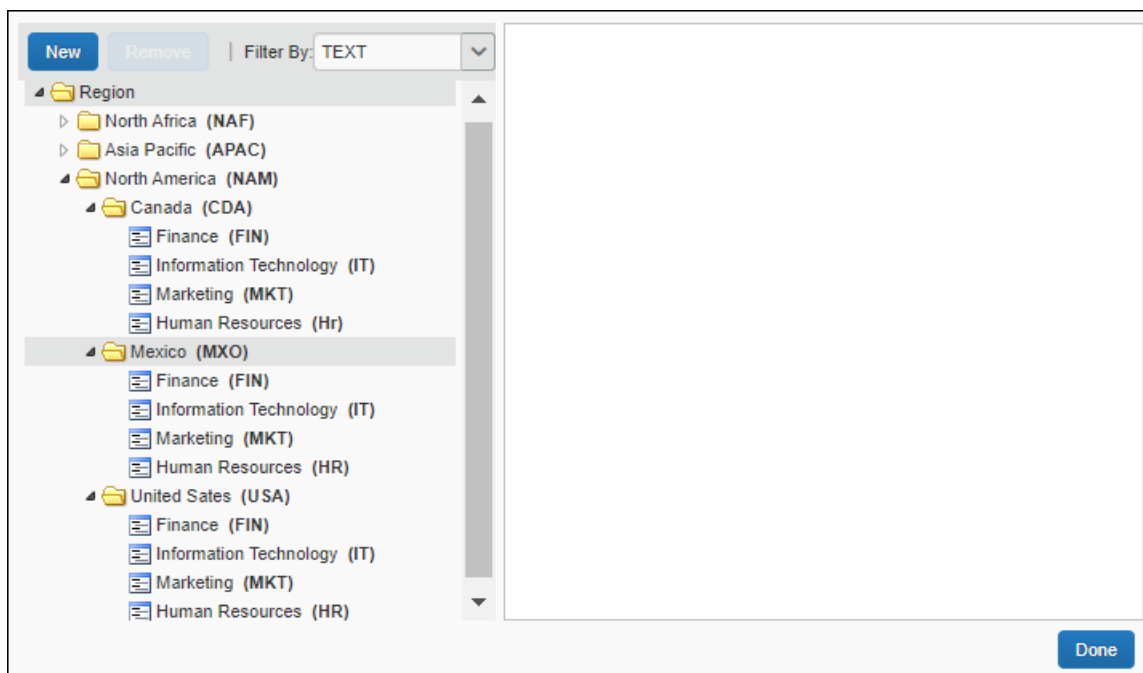 New Remove | Filter By: TEXT
Region
North Africa (NAF)
Asia Pacific (APAC)
North America (NAM)
Canada (CDA)
Finance (FIN)
Information Technology (IT)
Marketing (MKT)
Human Resources (Hr)
Mexico (MXO)
Finance (FIN)
Information Technology (IT)
Marketing (MKT)
Human Resources (HR)
United Sates (USA)
Finance (FIN)
Information Technology (IT)
Marketing (MKT)
Human Resources (HR)
Done